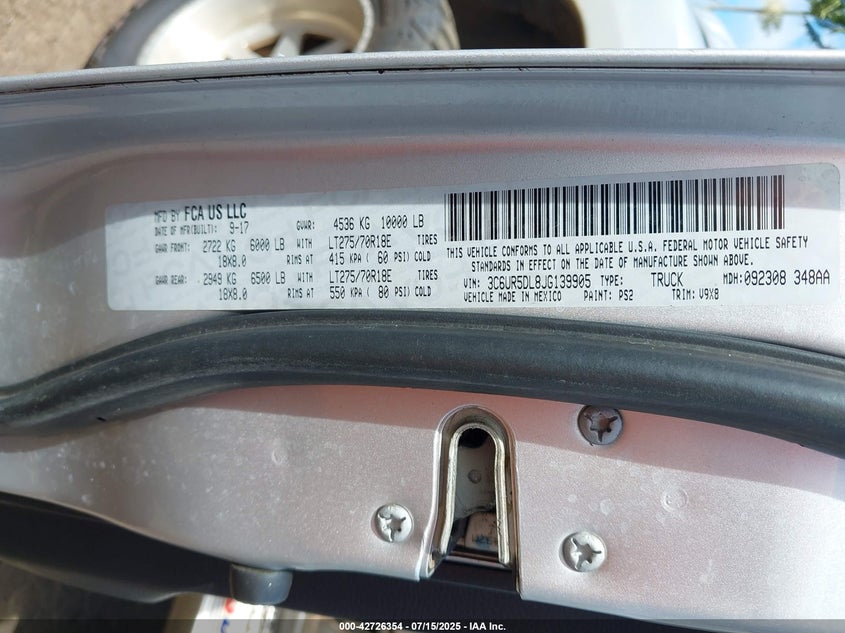 MFD BY FCA US LLC
DATE OF MFR(BUILT): 9-17 GVWR: 4536 KG 10000 LB
GAWR FRONT: 2722 KG 6000 LB WITH LT275/70R18E TIRES
18X8.0 RIMS AT 415 KPA ( 60 PSI) COLD
GAWR REAR: 2949 KG 6500 LB WITH LT275/70R18E TIRES
18X8.0 RIMS AT 550 KPA ( 80 PSI) COLD
THIS VEHICLE CONFORMS TO ALL APPLICABLE U.S.A. FEDERAL MOTOR VEHICLE SAFETY
STANDARDS IN EFFECT ON THE DATE OF MANUFACTURE SHOWN ABOVE.
VIN: 3C6UR5DL8JG139905 TYPE: TRUCK MDH: 092308 348AA
VEHICLE MADE IN MEXICO PAINT: PS2 TRIM: V9X8
000-42726354 - 07/15/2025 - IAA Inc.